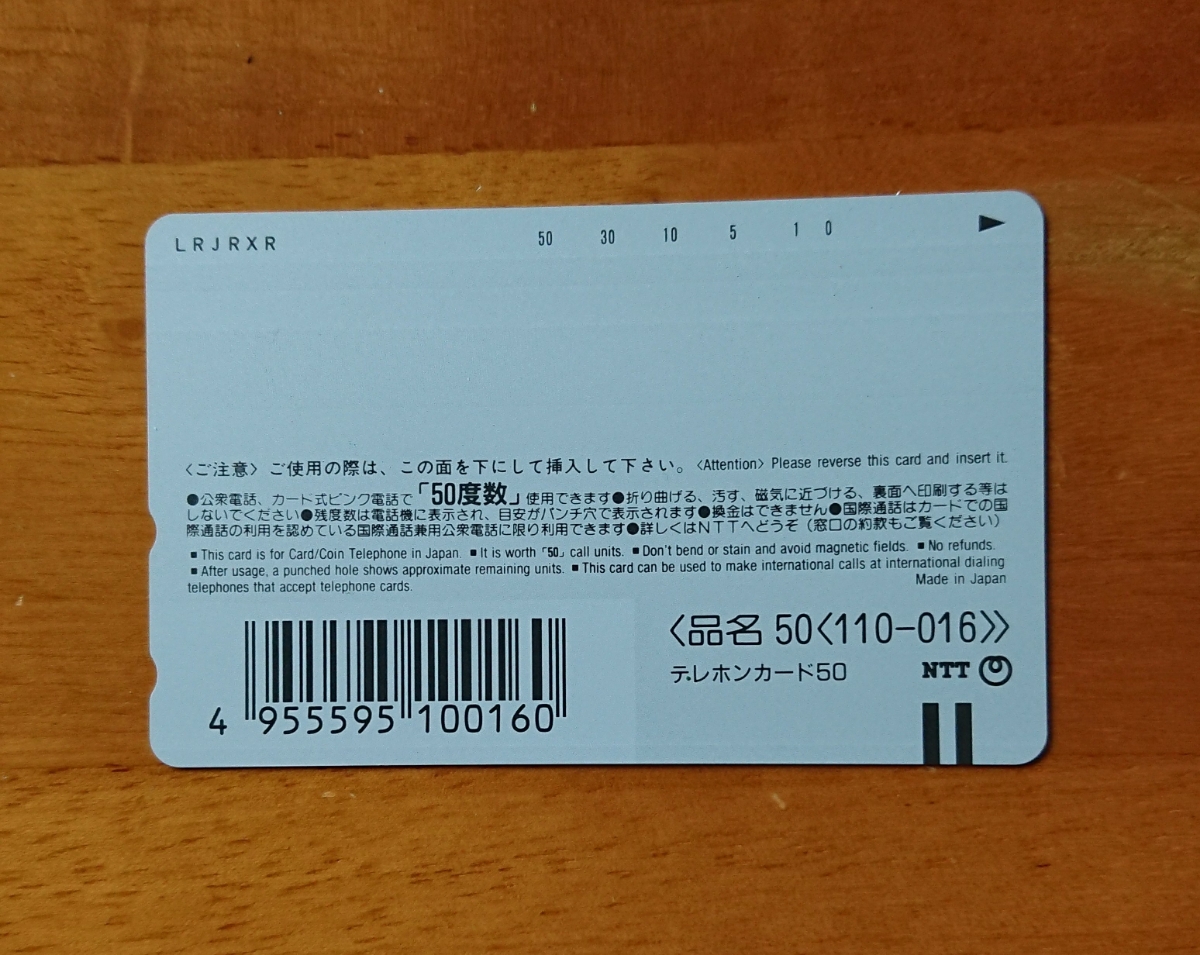 LRJRXR 50 30 10 5 1 0 ▶
〈ご注意〉ご使用の際は、この面を下にして挿入して下さい。〈Attention〉Please reverse this card and insert it.
●公衆電話、カード式ピンク電話で「50度数」使用できます●折り曲げる、汚す、磁気に近づける、裏面へ印刷する等は
しないでください●残度数は電話機に表示され、目安がパンチ穴で表示されます●換金はできません●国際通話はカードでの国
際通話の利用を認めている国際通話兼用公衆電話に限り利用できます●詳しくはNTTへどうぞ（窓口の約款もご覧ください）
■This card is for Card/Coin Telephone in Japan. ■It is worth「50」call units. ■Don't bend or stain and avoid magnetic fields. ■No refunds.
■After usage, a punched hole shows approximate remaining units. ■This card can be used to make international calls at international dialing
telephones that accept telephone cards. Made in Japan
〈品名 50〈110-016〉〉
テレホンカード50 NTT
4 955595 100160